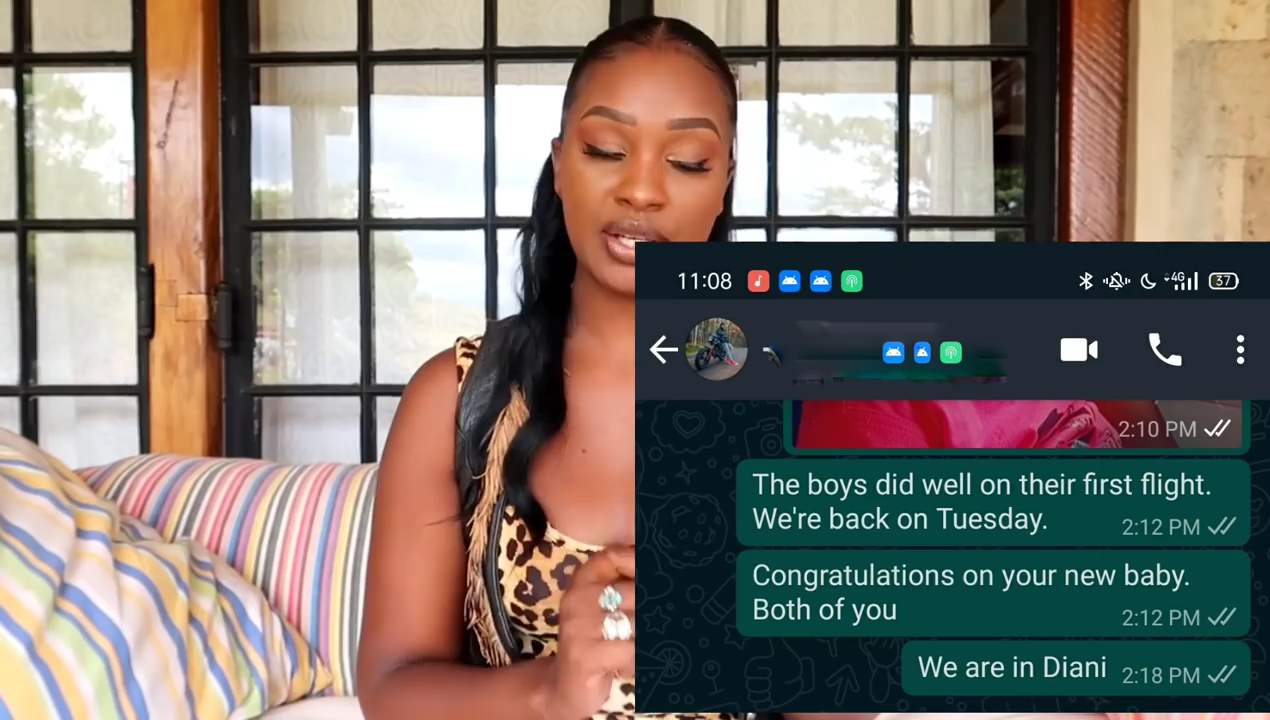 11:08
4G
37
2:10 PM
The boys did well on their first flight.
We're back on Tuesday.
2:12 PM
Congratulations on your new baby.
Both of you
2:12 PM
We are in Diani
2:18 PM